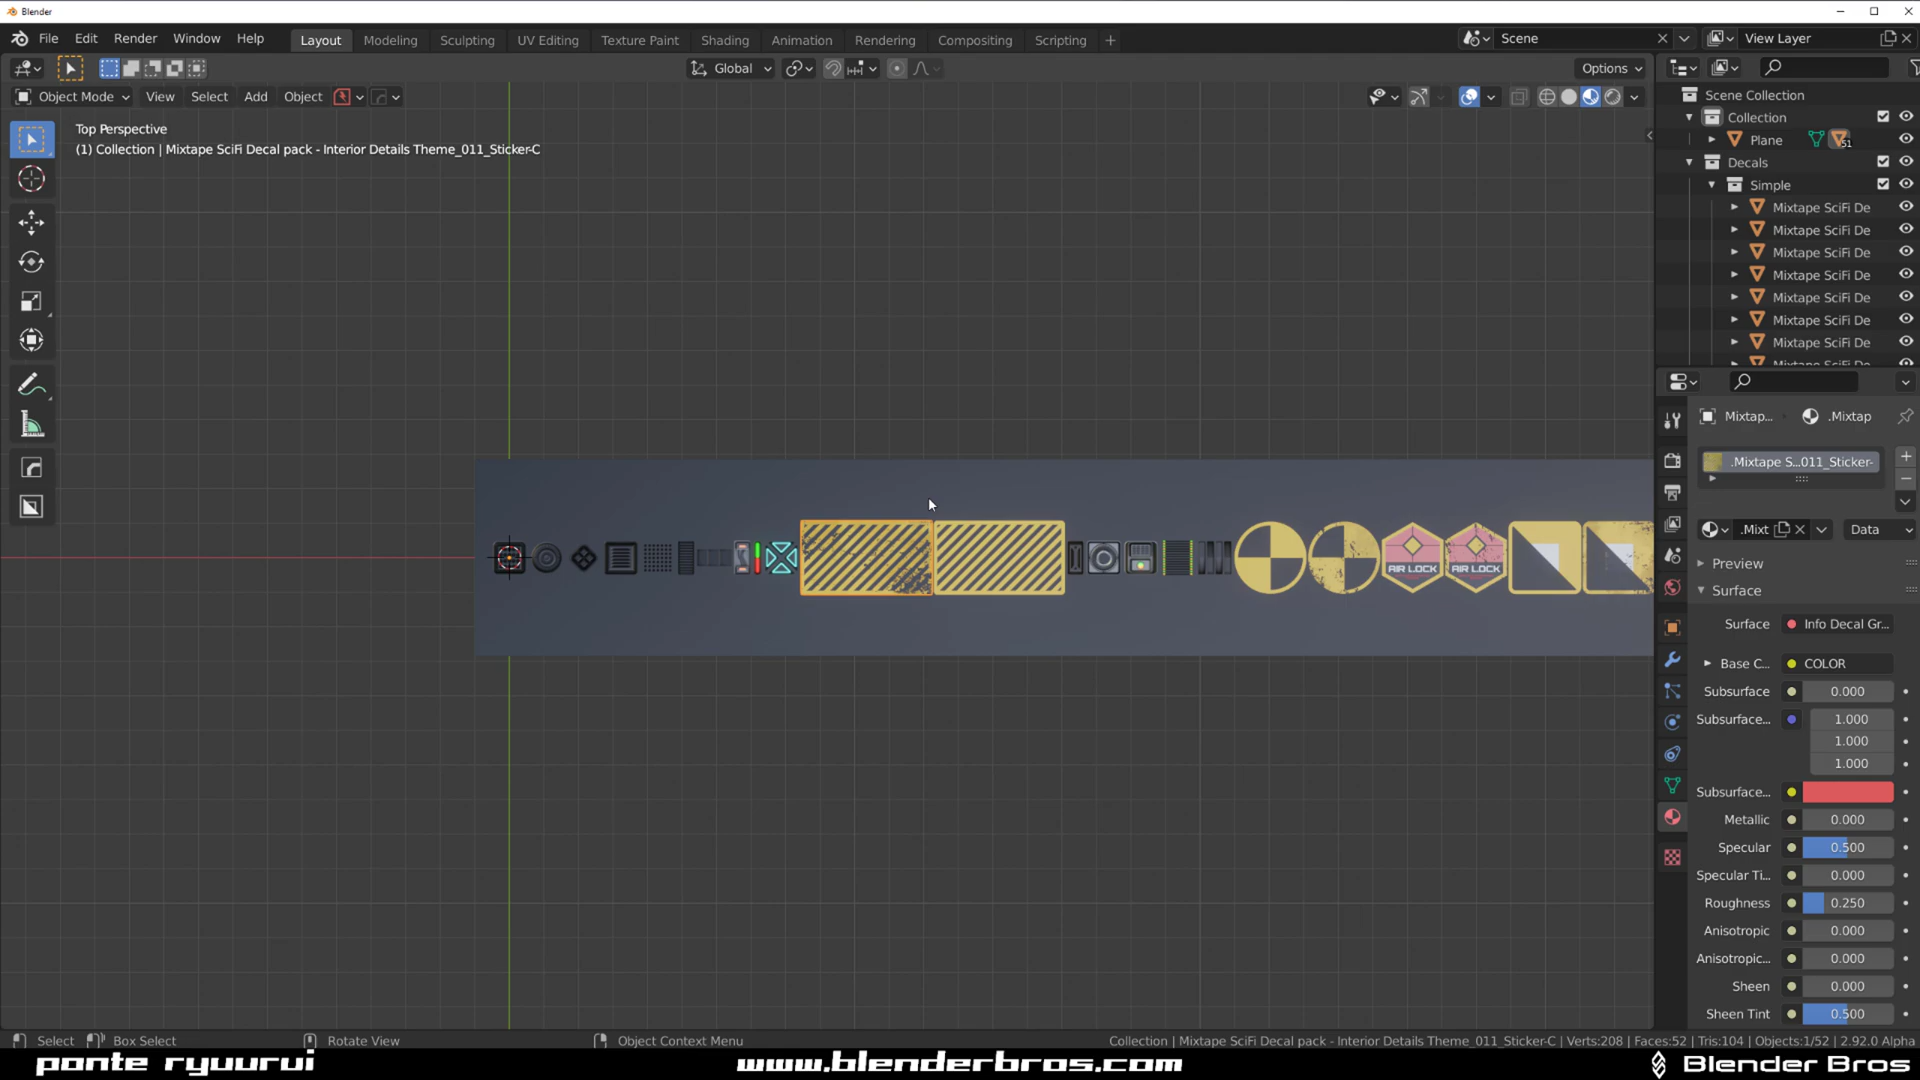 Blender
File Edit Render Window Help Layout Modeling Sculpting UV Editing Texture Paint Shading Animation Rendering Compositing Scripting + Scene View Layer
Global Options
Object Mode View Select Add Object
Top Perspective
(1) Collection | Mixtape SciFi Decal pack - Interior Details Theme_011_Sticker-C
Scene Collection
Collection
Plane 51
Decals
Simple
Mixtape SciFi De
Mixtape SciFi De
Mixtape SciFi De
Mixtape SciFi De
Mixtape SciFi De
Mixtape SciFi De
Mixtape SciFi De
Mixtape SciFi De
AIR LOCK AIR LOCK
Mixtap... .Mixtap
.Mixtape S...011_Sticker-
.Mixt Data
Preview
Surface
Surface Info Decal Gr...
Base C... COLOR
Subsurface 0.000
Subsurface... 1.000
1.000
1.000
Subsurface...
Metallic 0.000
Specular 0.500
Specular Ti... 0.000
Roughness 0.250
Anisotropic 0.000
Anisotropic... 0.000
Sheen 0.000
Sheen Tint 0.500
Select Box Select Rotate View Object Context Menu Collection | Mixtape SciFi Decal pack - Interior Details Theme_011_Sticker-C | Verts:208 | Faces:52 | Tris:104 | Objects:1/52 | 2.92.0 Alpha
ponte ryuurui www.blenderbros.com Blender Bros